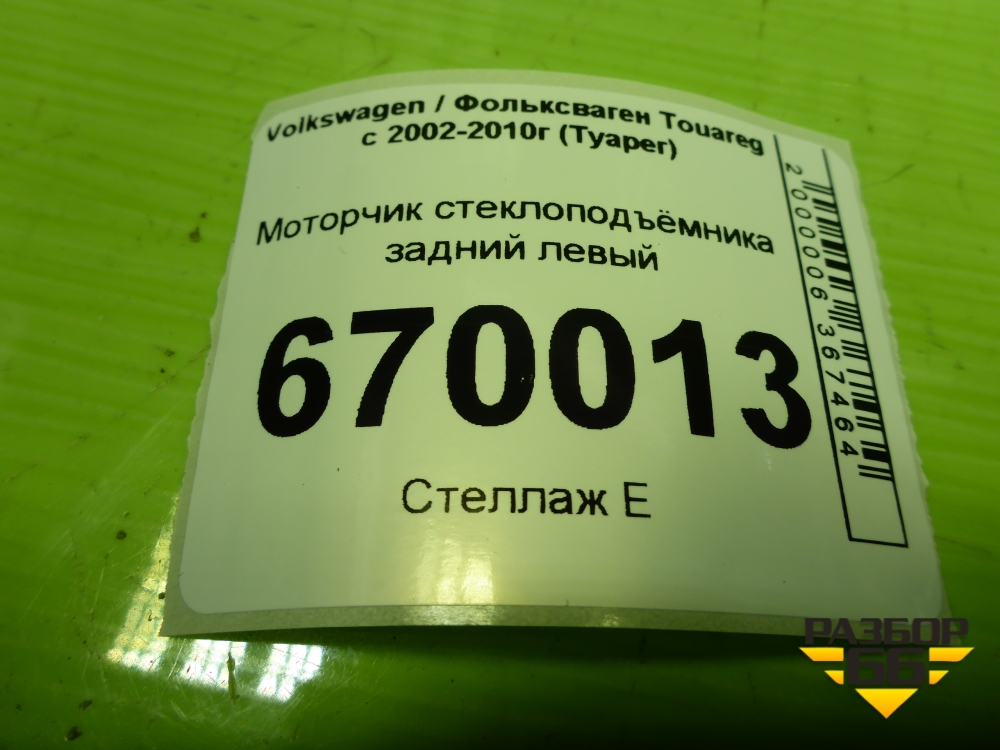 Volkswagen / Фольксваген Touareg
с 2002-2010г (Туарег)
Моторчик стеклоподъёмника
задний левый
670013
Стеллаж Е
2000006367464
РАЗБОР
66